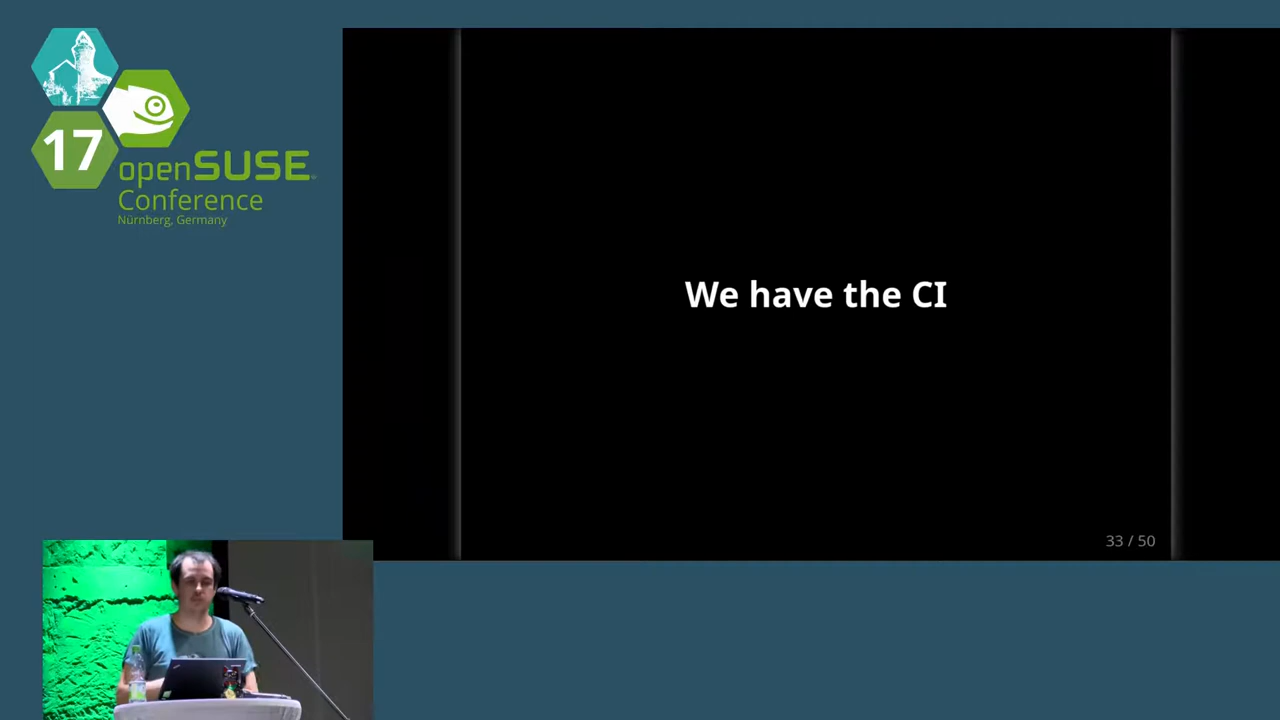 17
openSUSE
Conference
Nürnberg, Germany
We have the CI
33 / 50